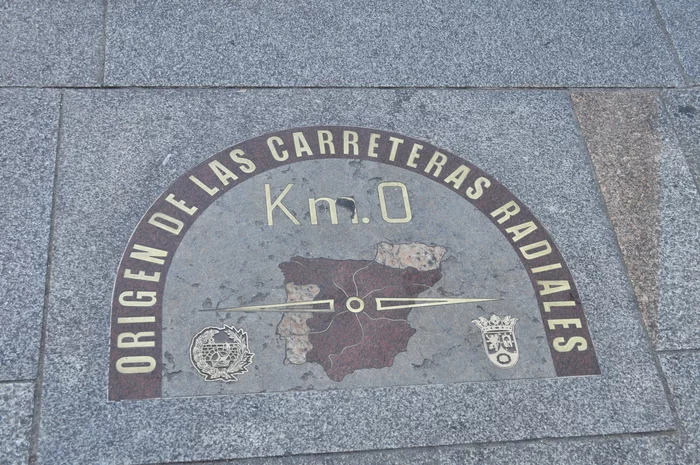 ORIGEN DE LAS CARRETERAS RADIALES
Km.0